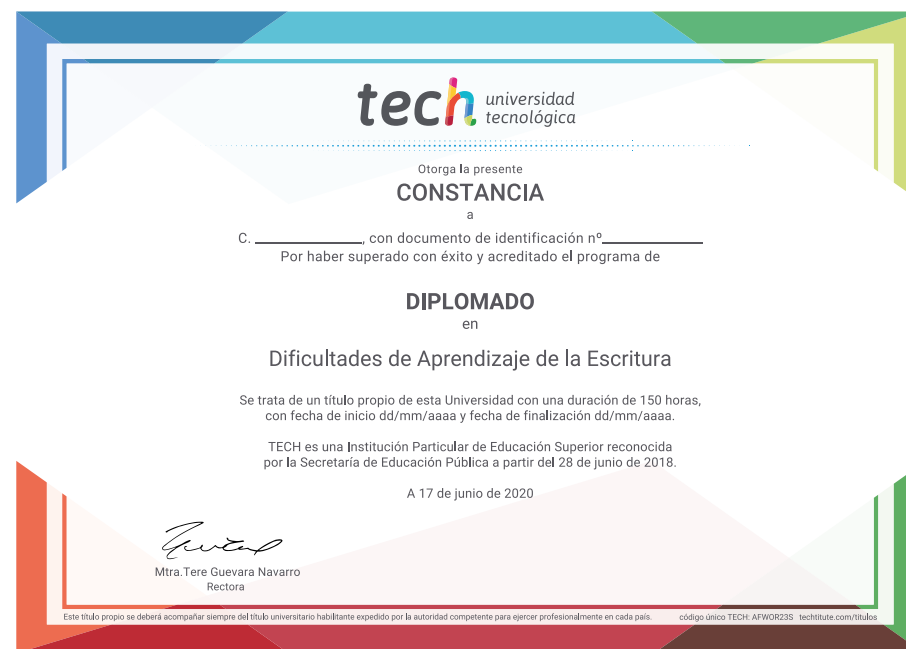 tech universidad
tecnológica
Otorga la presente
CONSTANCIA
a
C. ____________, con documento de identificación nº____________
Por haber superado con éxito y acreditado el programa de
DIPLOMADO
en
Dificultades de Aprendizaje de la Escritura
Se trata de un título propio de esta Universidad con una duración de 150 horas,
con fecha de inicio dd/mm/aaaa y fecha de finalización dd/mm/aaaa.
TECH es una Institución Particular de Educación Superior reconocida
por la Secretaría de Educación Pública a partir del 28 de junio de 2018.
A 17 de junio de 2020
Mtra.Tere Guevara Navarro
Rectora
Este título propio se deberá acompañar siempre del título universitario habilitante expedido por la autoridad competente para ejercer profesionalmente en cada país. código único TECH: AFWOR23S techtitute.com/titulos